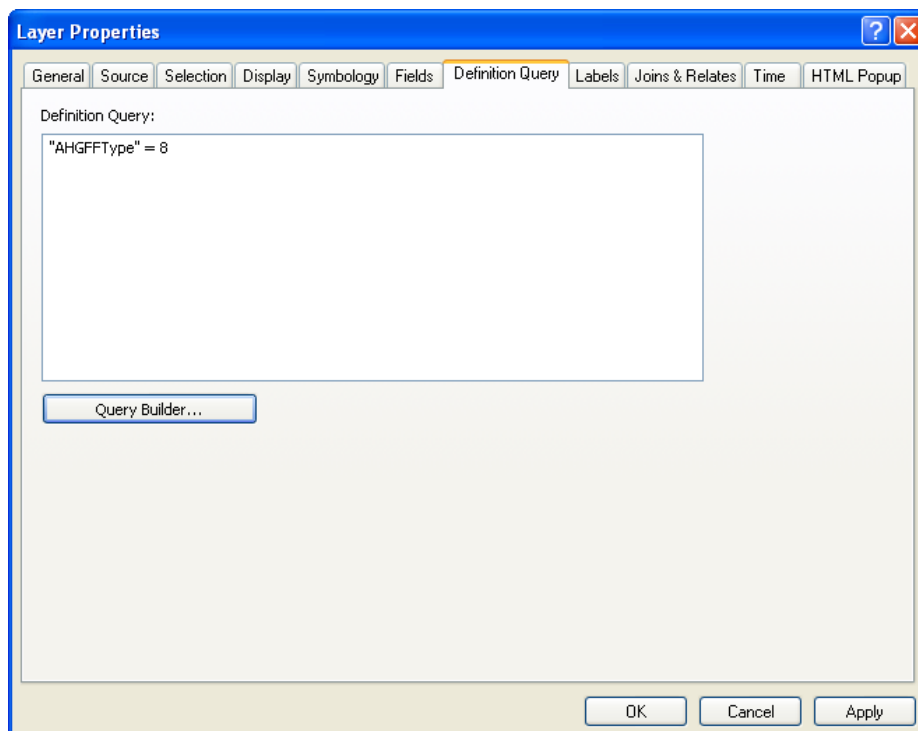 Layer Properties
General Source Selection Display Symbology Fields Definition Query Labels Joins & Relates Time HTML Popup
Definition Query:
"AHGFFType" = 8
Query Builder...
OK Cancel Apply